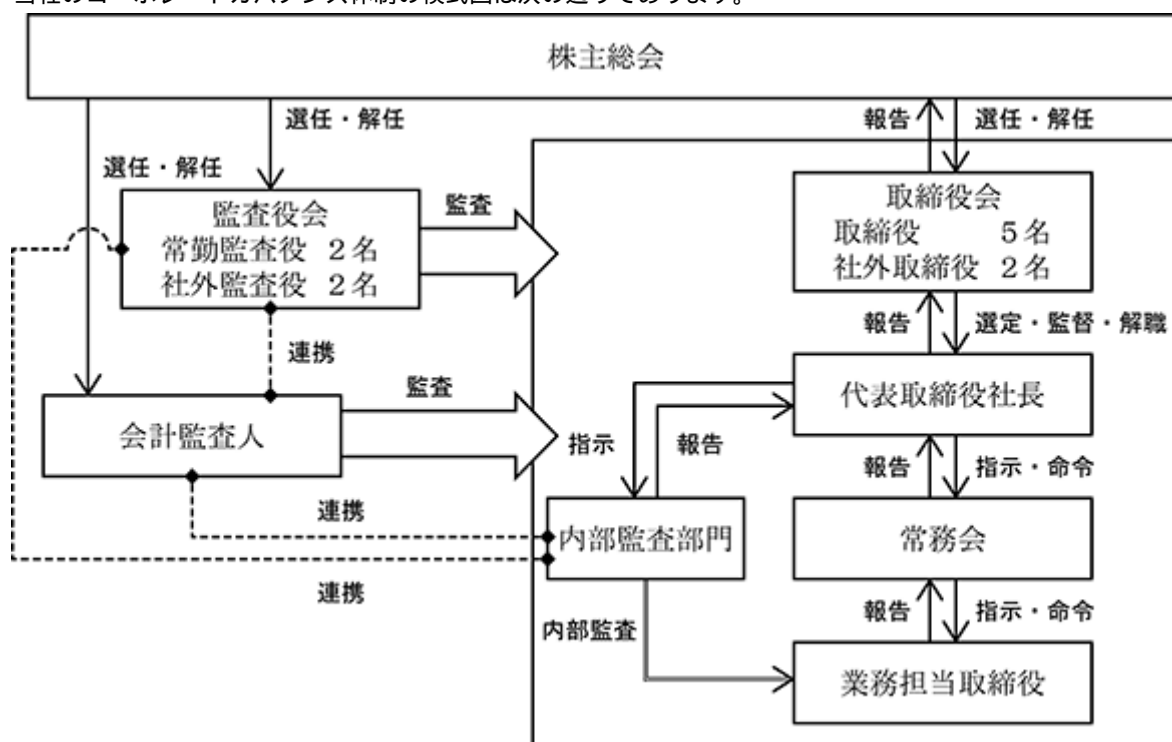 当社のコーポレートガバナンス体制の模式図は次の通りであります。
株主総会
選任・解任
報告
選任・解任
選任・解任
監査役会
常勤監査役 2名
社外監査役 2名
監査
取締役会
取締役 5名
社外取締役 2名
連携
報告
選定・監督・解職
会計監査人
監査
代表取締役社長
指示
報告
報告
指示・命令
連携
内部監査部門
常務会
連携
内部監査
報告
指示・命令
業務担当取締役